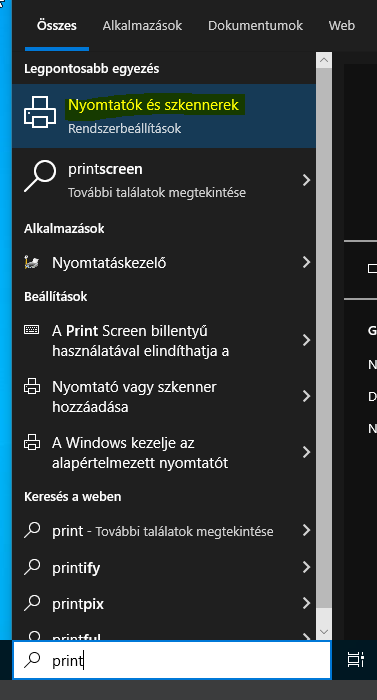 Összes Alkalmazások Dokumentumok Web
Legpontosabb egyezés
Nyomtatók és szkennerek
Rendszerbeállítások
printscreen
További találatok megtekintése
Alkalmazások
Nyomtatáskezelő
Beállítások
A Print Screen billentyű
használatával elindíthatja a
Nyomtató vagy szkenner
hozzáadása
A Windows kezelje az
alapértelmezett nyomtatót
Keresés a weben
print - További találatok megtekintése
printify
printpix
printful
print
G
N
D
N